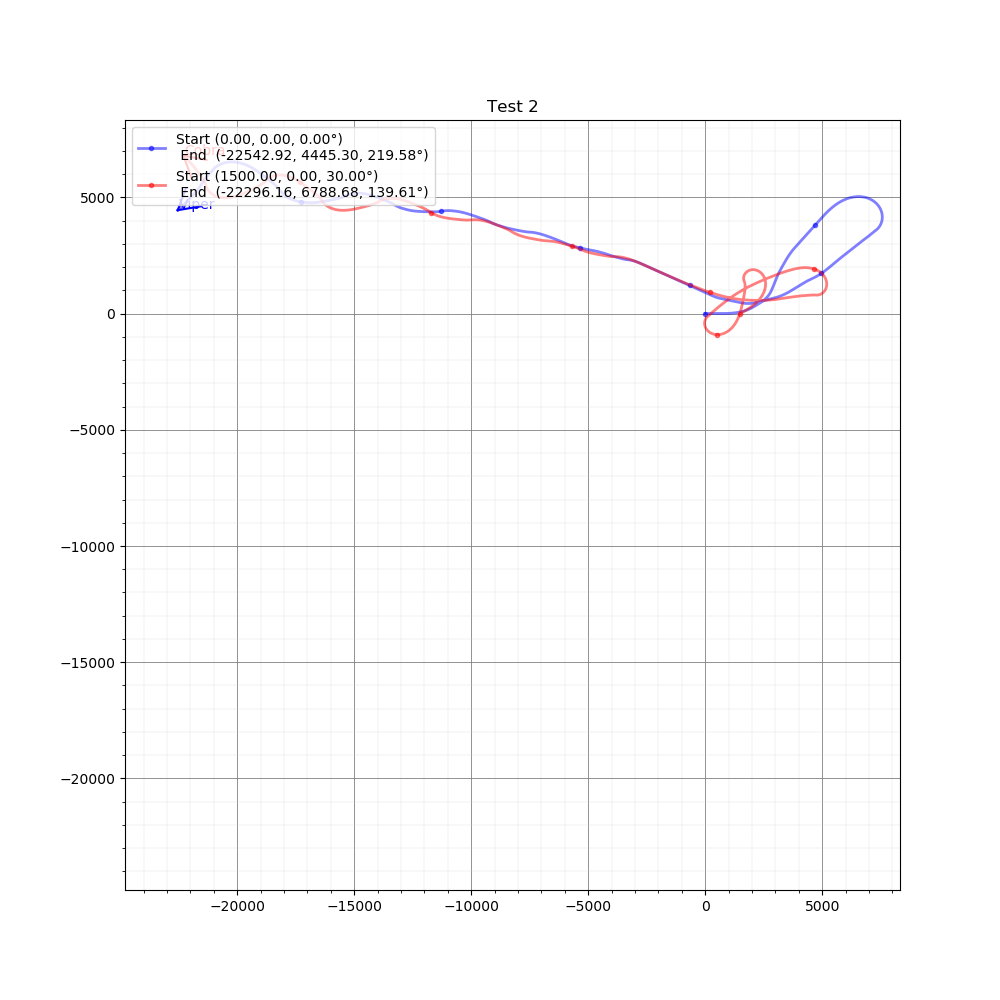 Test 2
Start (0.00, 0.00, 0.00°)
End (-22542.92, 4445.30, 219.58°)
Start (1500.00, 0.00, 30.00°)
End (-22296.16, 6788.68, 139.61°)
Viper
5000
0
−5000
−10000
−15000
−20000
−20000 −15000 −10000 −5000 0 5000